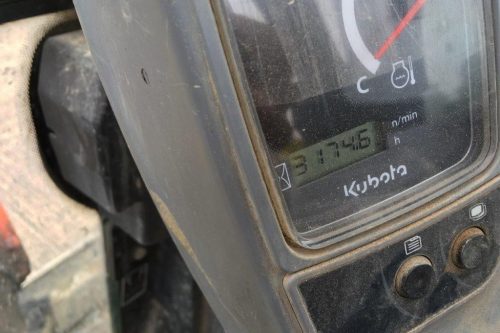 C
n/min
3174.6
h
Kubota